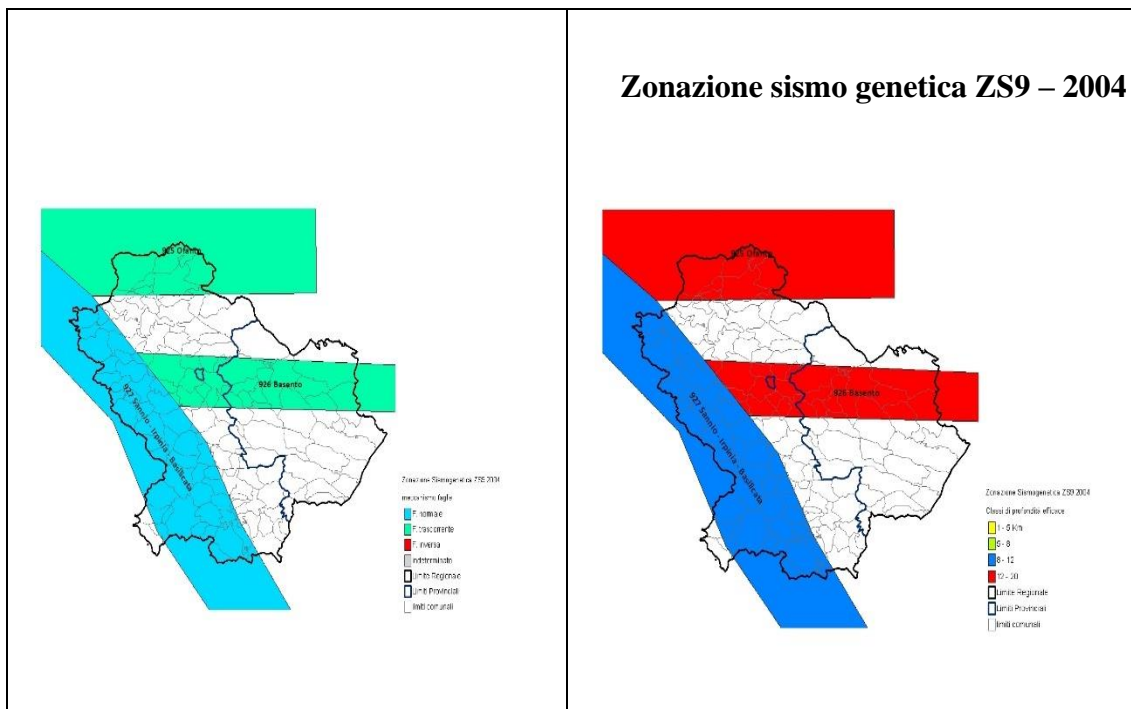 925 Ofanto
926 Basento
927 Sannio - Irpinia - Basilicata
Zonazione Sismogenetica ZS9 2004
meccanismo faglie
F. normale
F. trascorrente
F. inversa
indeterminato
Limite Regionale
Limiti Provinciali
limiti comunali
Zonazione sismo genetica ZS9 – 2004
925 Ofanto
926 Basento
927 Sannio - Irpinia - Basilicata
Zonazione Sismogenetica ZS9 2004
Classi di profondità efficace
1 - 5 Km
5 - 8
8 - 12
12 - 20
Limite Regionale
Limiti Provinciali
limiti comunali